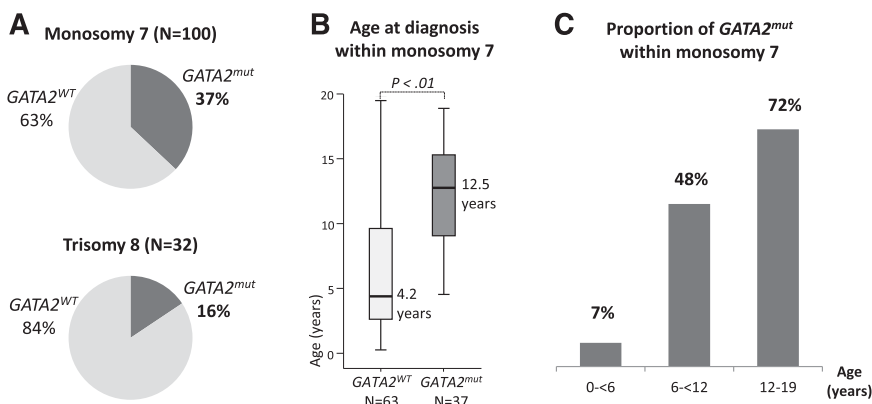 A
Monosomy 7 (N=100)
GATA2mut
37%
GATA2WT
63%
Trisomy 8 (N=32)
GATA2mut
16%
GATA2WT
84%
B
Age at diagnosis
within monosomy 7
P < .01
20
15
10
5
0
Age (years)
12.5
years
4.2
years
GATA2WT
N=63
GATA2mut
N=37
C
Proportion of GATA2mut
within monosomy 7
7%
48%
72%
0-<6
6-<12
12-19
Age
(years)